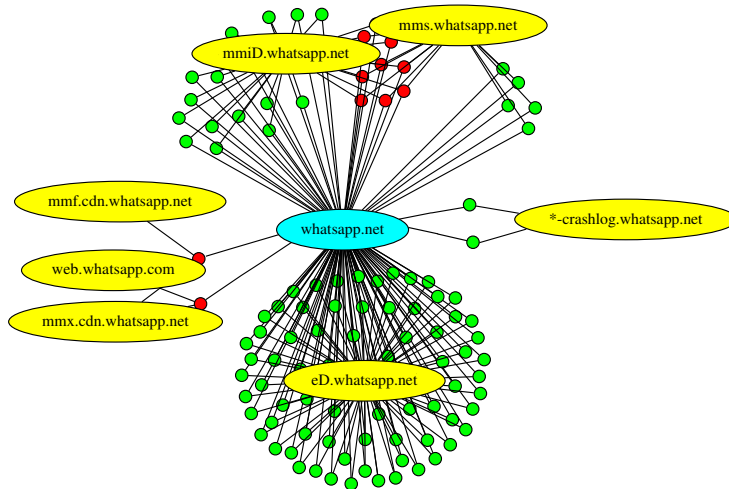 mms.whatsapp.net
mmiD.whatsapp.net
mmf.cdn.whatsapp.net
*-crashlog.whatsapp.net
whatsapp.net
web.whatsapp.com
mmx.cdn.whatsapp.net
eD.whatsapp.net